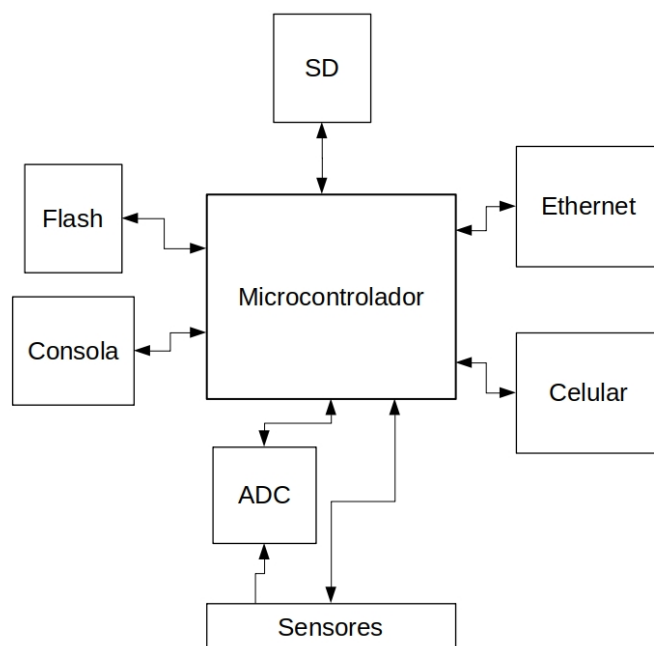 SD
Flash
Ethernet
Microcontrolador
Consola
Celular
ADC
Sensores